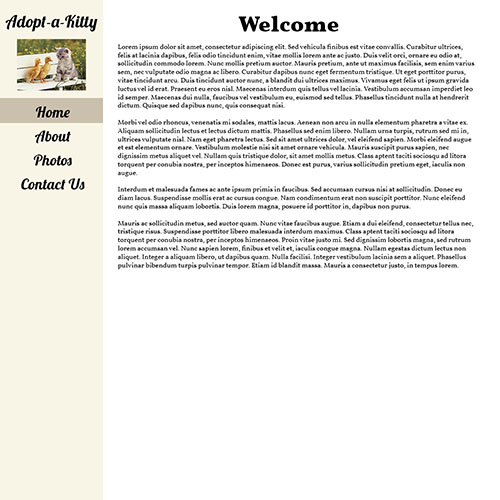 Adopt-a-Kitty
Home
About
Photos
Contact Us
Welcome
Lorem ipsum dolor sit amet, consectetur adipiscing elit. Sed vehicula finibus est vitae convallis. Curabitur ultrices,
felis at lacinia dapibus, felis odio tincidunt enim, vitae mollis lorem ante ac justo. Duis velit orci, ornare eu odio at,
sollicitudin commodo lorem. Nunc mollis pretium auctor. Mauris pretium, ante ut maximus facilisis, sem enim varius
sem, nec vulputate odio magna ac libero. Curabitur dapibus nunc eget fermentum tristique. Ut eget porttitor purus,
vitae tincidunt arcu. Duis tincidunt auctor nunc, a blandit dui ultrices maximus. Vivamus eget felis ut ipsum gravida
luctus vel id erat. Praesent eu eros nisl. Maecenas interdum quis tellus vel lacinia. Vestibulum accumsan imperdiet leo
id semper. Maecenas dui nulla, faucibus vel vestibulum eu, euismod sed tellus. Phasellus tincidunt nulla at hendrerit
dictum. Quisque sed dapibus nunc, quis consequat nisi.
Morbi vel odio rhoncus, venenatis mi sodales, mattis lacus. Aenean non arcu in nulla elementum pharetra a vitae ex.
Aliquam sollicitudin lectus et lectus dictum mattis. Phasellus sed enim libero. Nullam urna turpis, rutrum sed mi in,
ultrices vulputate nisl. Nam eget pharetra lectus. Sed sit amet ultrices dolor, vel eleifend sapien. Morbi eleifend augue
et est elementum ornare. Vestibulum molestie nisi sit amet ornare vehicula. Mauris suscipit purus sapien, nec
dignissim metus aliquet vel. Nullam quis tristique dolor, sit amet mollis metus. Class aptent taciti sociosqu ad litora
torquent per conubia nostra, per inceptos himenaeos. Donec est purus, varius sollicitudin pretium eget, iaculis non
augue.
Interdum et malesuada fames ac ante ipsum primis in faucibus. Sed accumsan cursus nisi at sollicitudin. Donec eu
diam lacus. Suspendisse mollis erat ac cursus congue. Nam condimentum erat non suscipit porttitor. Nunc eleifend
nunc quis massa aliquam lobortis. Duis lorem magna, posuere id porttitor in, dapibus non purus.
Mauris ac sollicitudin metus, sed auctor quam. Nunc vitae faucibus augue. Etiam a dui eleifend, consectetur tellus nec,
tristique risus. Suspendisse porttitor libero malesuada interdum maximus. Class aptent taciti sociosqu ad litora
torquent per conubia nostra, per inceptos himenaeos. Proin vitae justo mi. Sed dignissim lobortis magna, sed rutrum
lorem accumsan vel. Nunc sapien lorem, finibus et velit et, iaculis congue magna. Nullam egestas dictum lectus non
aliquet. Integer a aliquam libero, ut dapibus quam. Nulla facilisi. Integer vestibulum lacinia sem a aliquet. Phasellus
pulvinar bibendum turpis pulvinar tempor. Etiam id blandit massa. Mauris a consectetur justo, in tempus lorem.